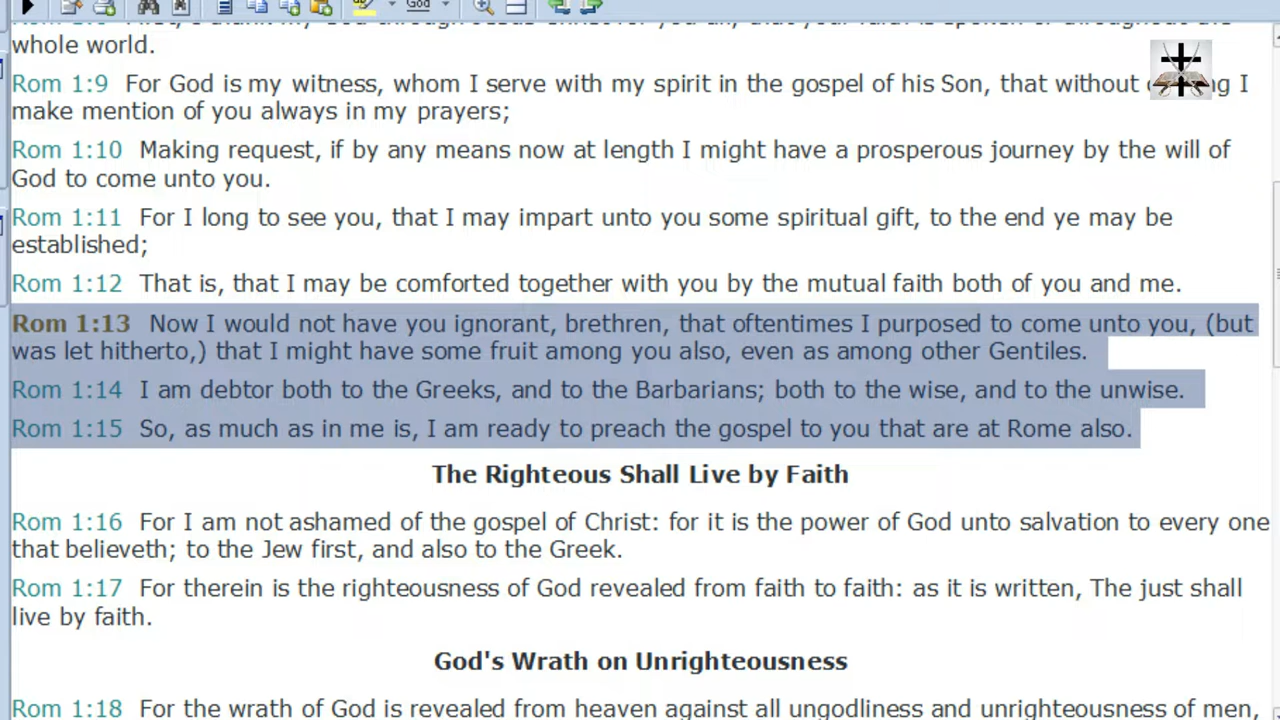 God
whole world.
Rom 1:9 For God is my witness, whom I serve with my spirit in the gospel of his Son, that without I
make mention of you always in my prayers;
Rom 1:10 Making request, if by any means now at length I might have a prosperous journey by the will of
God to come unto you.
Rom 1:11 For I long to see you, that I may impart unto you some spiritual gift, to the end ye may be
established;
Rom 1:12 That is, that I may be comforted together with you by the mutual faith both of you and me.
Rom 1:13 Now I would not have you ignorant, brethren, that oftentimes I purposed to come unto you, (but
was let hitherto,) that I might have some fruit among you also, even as among other Gentiles.
Rom 1:14 I am debtor both to the Greeks, and to the Barbarians; both to the wise, and to the unwise.
Rom 1:15 So, as much as in me is, I am ready to preach the gospel to you that are at Rome also.
The Righteous Shall Live by Faith
Rom 1:16 For I am not ashamed of the gospel of Christ: for it is the power of God unto salvation to every one
that believeth; to the Jew first, and also to the Greek.
Rom 1:17 For therein is the righteousness of God revealed from faith to faith: as it is written, The just shall
live by faith.
God's Wrath on Unrighteousness
Rom 1:18 For the wrath of God is revealed from heaven against all ungodliness and unrighteousness of men,